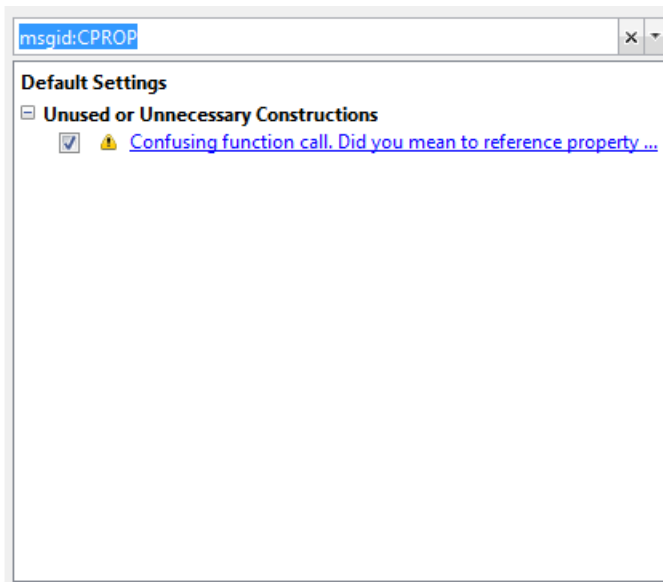 msgid:CPROP
Default Settings
Unused or Unnecessary Constructions
Confusing function call. Did you mean to reference property ...